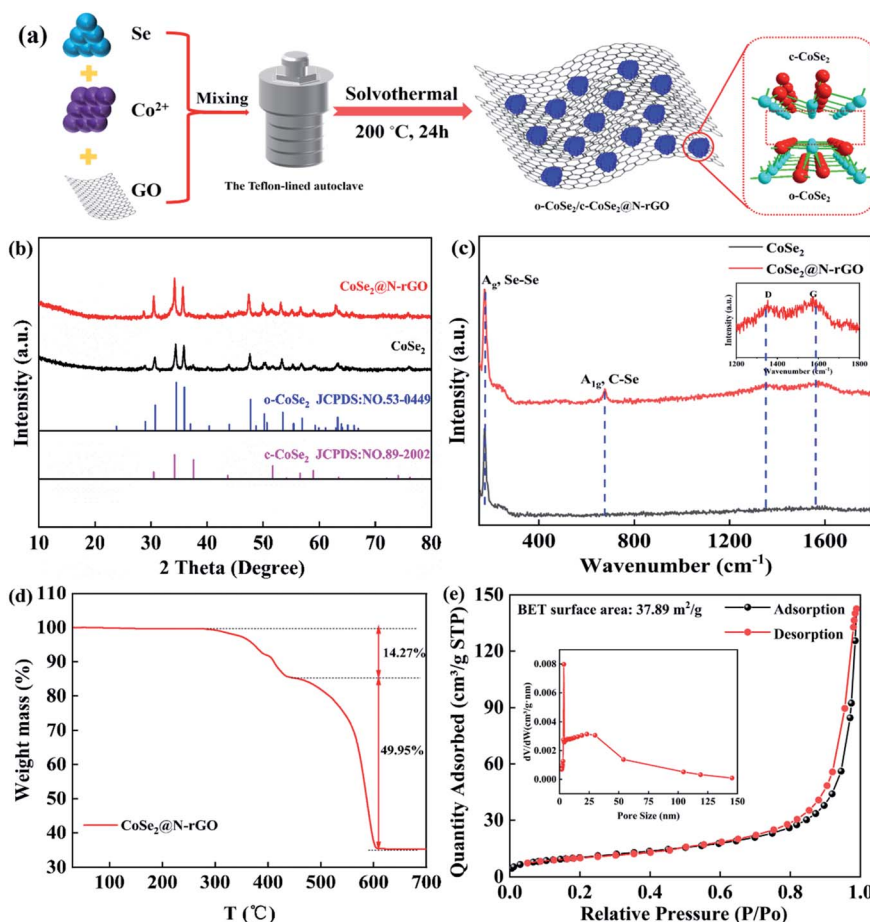 (a)
Se
Co2+
GO
Mixing
The Teflon-lined autoclave
Solvothermal
200 °C, 24h
o-CoSe2/c-CoSe2@N-rGO
c-CoSe2
o-CoSe2
(b)
CoSe2@N-rGO
CoSe2
o-CoSe2 JCPDS:NO.53-0449
c-CoSe2 JCPDS:NO.89-2002
Intensity (a.u.)
10 20 30 40 50 60 70 80
2 Theta (Degree)
(c)
CoSe2
CoSe2@N-rGO
Ag, Se-Se
A1g, C-Se
D G
Intensity (a.u.)
1200 1400 1600 1800
Wavenumber (cm-1)
Intensity (a.u.)
400 800 1200 1600
Wavenumber (cm-1)
(d)
110
100
90
80
70
60
50
40
30
14.27%
49.95%
CoSe2@N-rGO
Weight mass (%)
100 200 300 400 500 600 700
T (℃)
(e)
BET surface area: 37.89 m2/g
Adsorption
Desorption
150
120
90
60
30
0
Quantity Adsorbed (cm3/g STP)
0.008
0.006
0.004
0.002
0.000
dV/dW(cm3/g·nm)
0 25 50 75 100 125 150
Pore Size (nm)
0.0 0.2 0.4 0.6 0.8 1.0
Relative Pressure (P/Po)